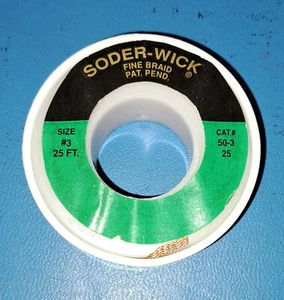 SODER-WICK®
FINE BRAID
PAT. PEND.
SIZE
#3
25 FT.
CAT.#
50-3
25